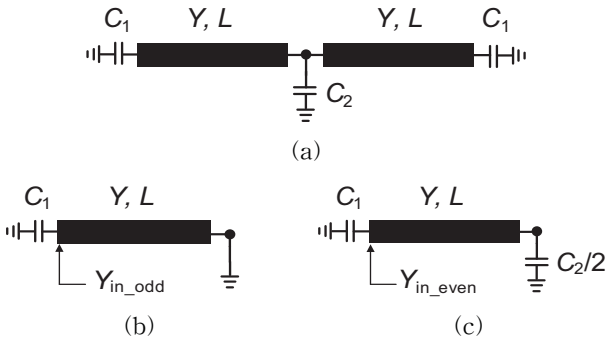 C₁ Y, L Y, L C₁
C₂
(a)
C₁ Y, L C₁ Y, L
Yin_odd Yin_even C₂/2
(b) (c)